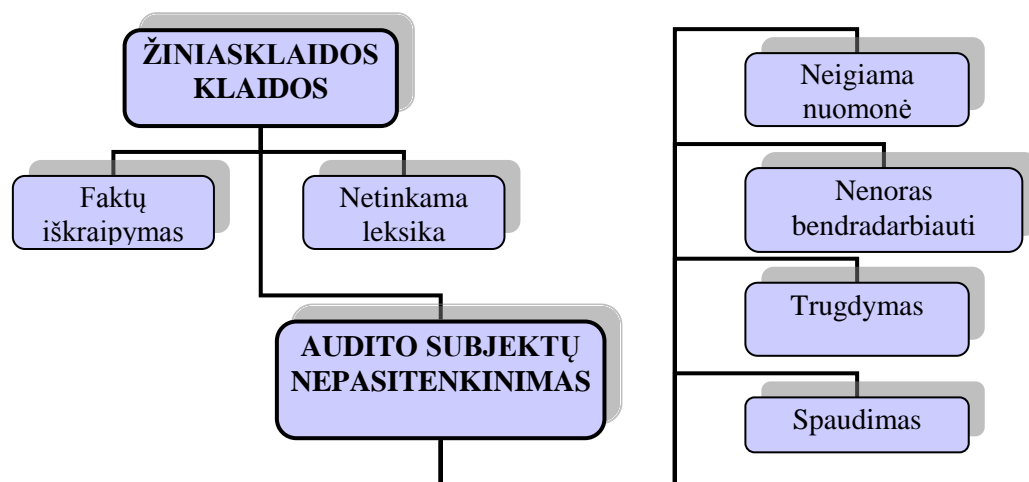 ŽINIASKLAIDOS
KLAIDOS
Faktų
iškraipymas
Netinkama
leksika
AUDITO SUBJEKTŲ
NEPASITENKINIMAS
Neigiama
nuomonė
Nenoras
bendradarbiauti
Trugdymas
Spaudimas